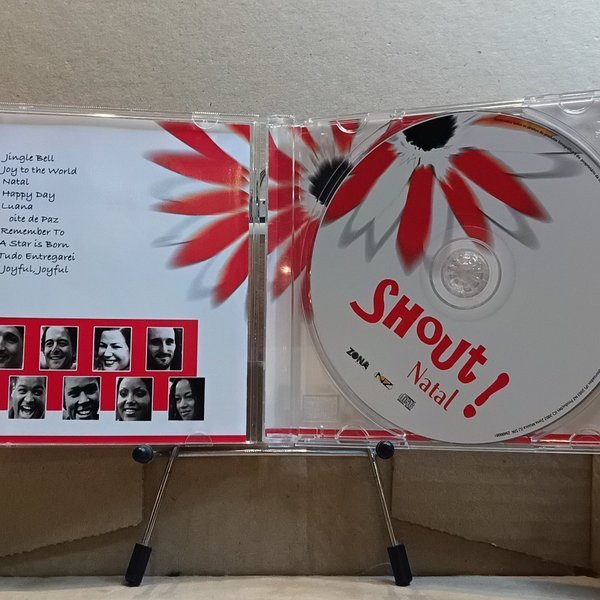 Jingle Bell
Joy to the World
Natal
Happy Day
Luana
oite de Paz
Remember To
A Star is Born
Tudo Entregarei
Joyful, Joyful
Shout!
Natal
ZONA